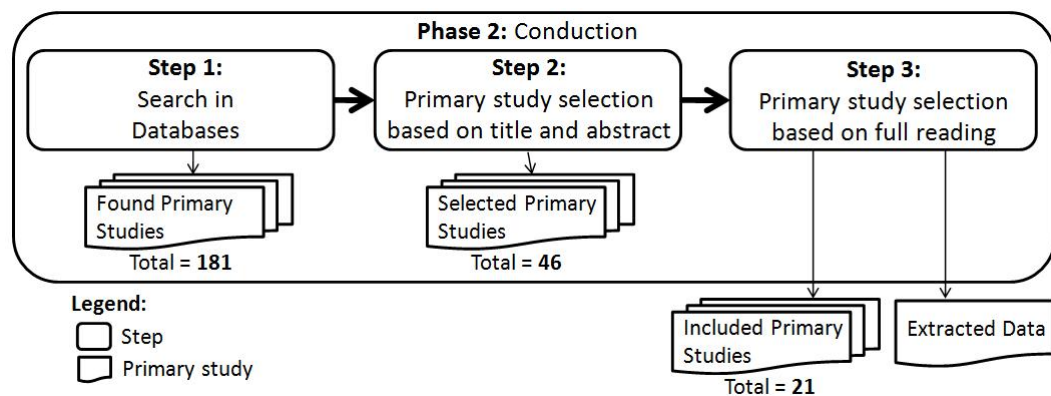 Phase 2: Conduction
Step 1:
Search in
Databases
Step 2:
Primary study selection
based on title and abstract
Step 3:
Primary study selection
based on full reading
Found Primary
Studies
Total = 181
Selected Primary
Studies
Total = 46
Legend:
Step
Primary study
Included Primary
Studies
Total = 21
Extracted Data